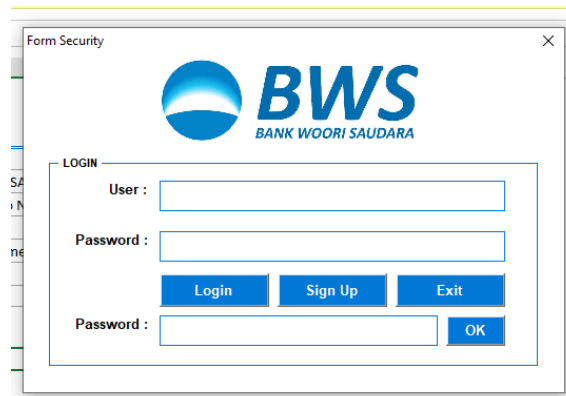 Form Security
BWS
BANK WOORI SAUDARA
LOGIN
User :
Password :
Login Sign Up Exit
Password : OK